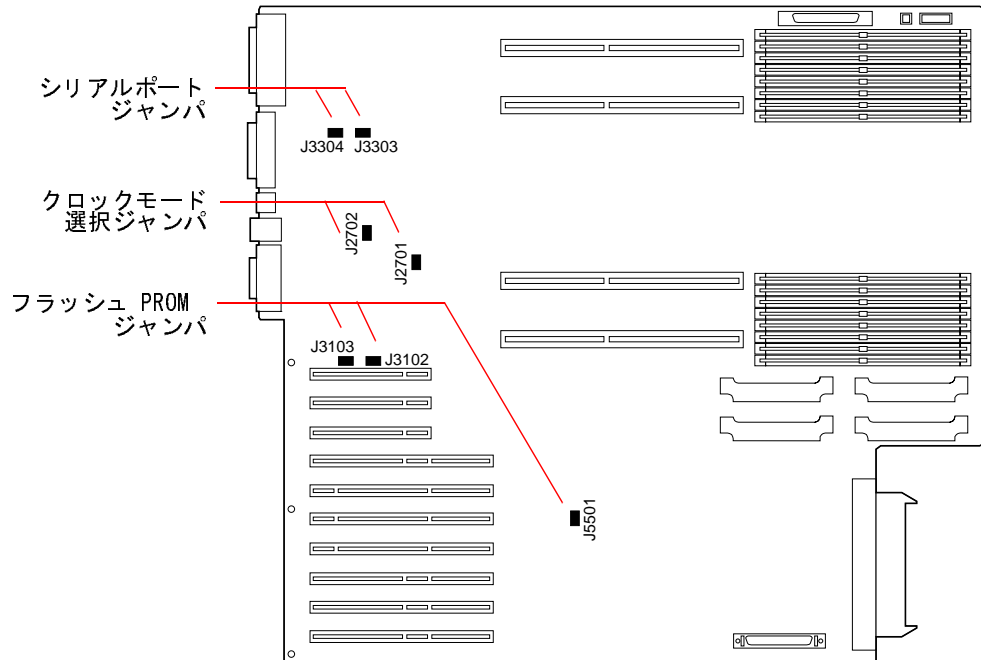 シリアルポート
ジャンパ
J3304
J3303
クロックモード
選択ジャンパ
J2702
J2701
フラッシュ PROM
ジャンパ
J3103
J3102
J5501